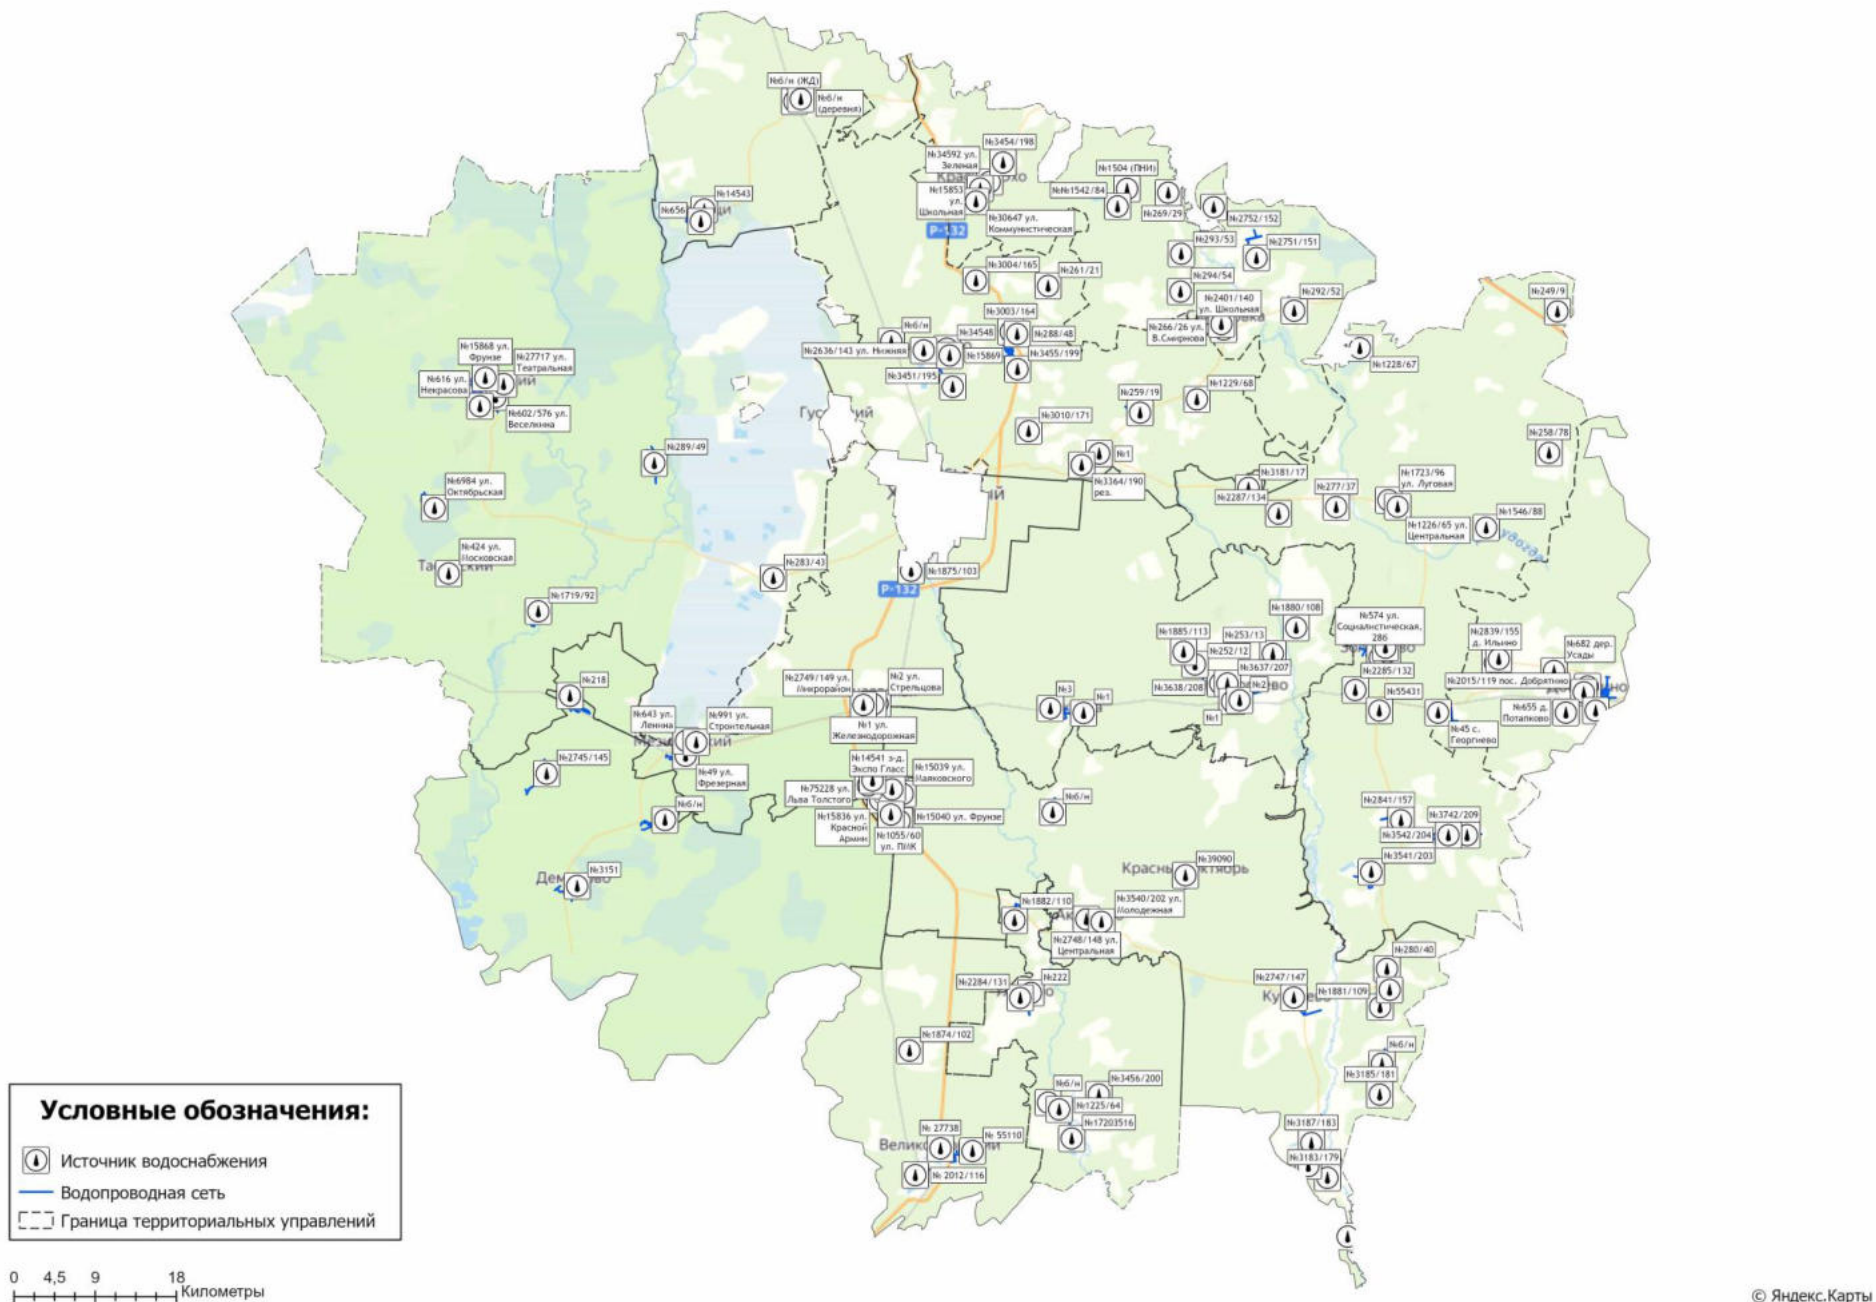 №б/н (ЖД)
№б/н
(деревня)
№14543
№656
№3454/198
№34592 ул.
Зеленая
№15853
ул.
Школьная
№30647 ул.
Коммунистическая
Р-132
№1504 (ПНИ)
№№1542/84
№269/29
№2752/152
№293/53
№2751/151
№294/54
№292/52
№2401/140
ул. Школьная
№266/26 ул.
В.Смирнова
№249/9
№1228/67
№3004/165
№261/21
№3003/164
№288/48
№3455/199
№б/н
№34548
№2636/143 ул. Нижняя
№15869
№3451/195
№15868 ул.
Фрунзе
№27717 ул.
Театральная
№616 ул.
Некрасова
№602/576 ул.
Веселкина
№289/49
№6984 ул.
Октябрьская
№424 ул.
Московская
№1719/92
№283/43
№259/19
№1229/68
№3010/171
№1
№3364/190
рез.
№3181/17
№2287/134
№277/37
№1723/96
ул. Луговая
№1226/65 ул.
Центральная
№1546/88
№258/78
№1875/103
Р-132
№1880/108
№1885/113
№253/13
№252/12
№3637/207
№3638/208
№2
№1
№574 ул.
Социалистическая,
28б
№2285/132
№55431
№2839/155
д. Ильино
№682 дер.
Усады
№2015/119 пос. Добрятино
№655 д.
Потапково
№45 с.
Георгиево
№218
№643 ул.
Ленина
№991 ул.
Строительная
№49 ул.
Фрезерная
№2749/149 ул.
Микрорайон
№2 ул.
Стрельцова
№1 ул.
Железнодорожная
№3
№1
№2745/145
№б/н
№14541 з-д.
Экспо Гласс
№15039 ул.
Маяковского
№75228 ул.
Льва Толстого
№15836 ул.
Красной
Армии
№15040 ул. Фрунзе
№1055/60
ул. ПМК
№б/н
№2841/157
№3742/209
№3542/204
№3541/203
№3151
№39090
№1882/110
№3540/202 ул.
Молодежная
№2748/148 ул.
Центральная
№280/40
№2284/131
№222
№2747/147
№1881/109
№1874/102
№б/н
№3185/181
№б/н
№3456/200
№1225/64
№17203516
№3187/183
№3183/179
№ 27738
№ 55110
№ 2012/116
Условные обозначения:
Источник водоснабжения
Водопроводная сеть
Граница территориальных управлений
0 4,5 9 18
Километры
© Яндекс.Карты